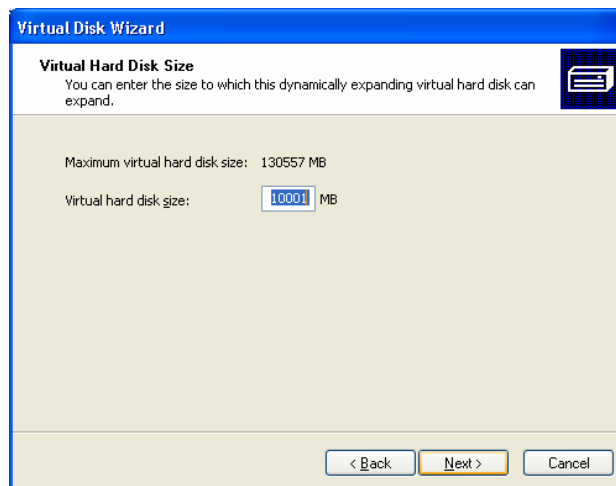 Virtual Disk Wizard
Virtual Hard Disk Size
You can enter the size to which this dynamically expanding virtual hard disk can
expand.
Maximum virtual hard disk size: 130557 MB
Virtual hard disk size: 10001 MB
< Back Next > Cancel